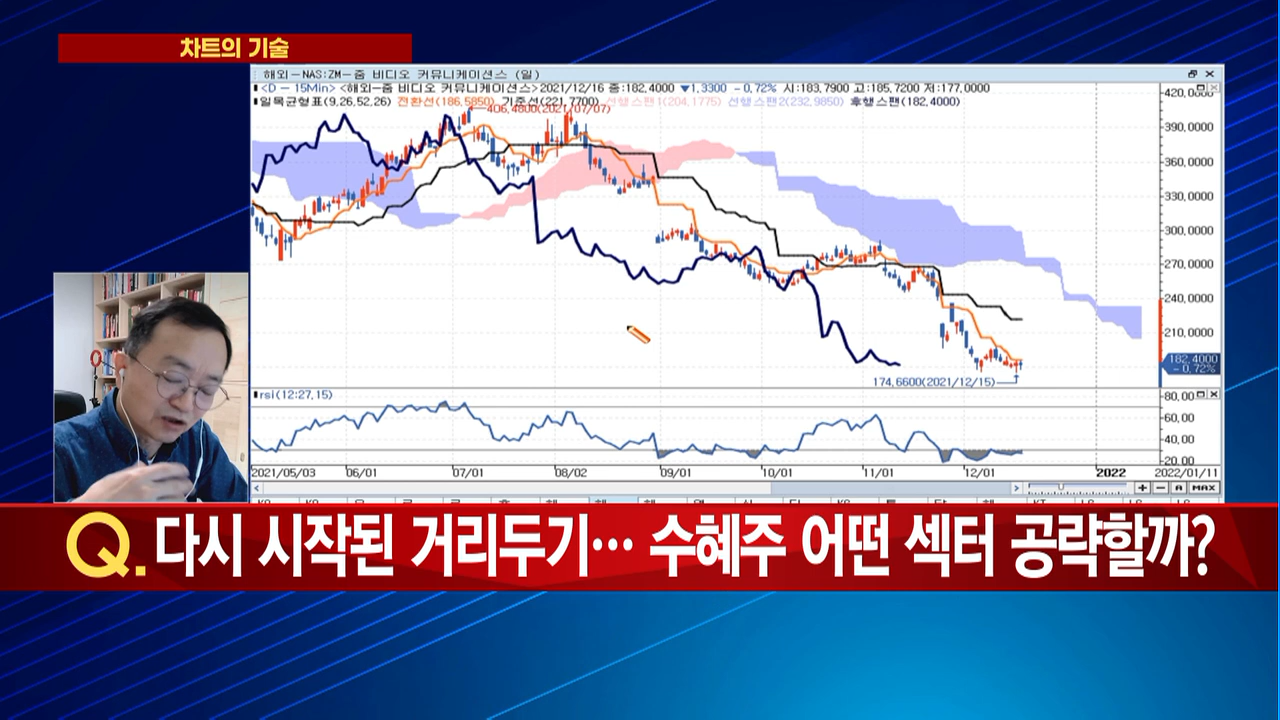 차트의 기술
해외-NAS:ZM-줌 비디오 커뮤니케이션스 (일)
<D - 15Min> <해외-줌 비디오 커뮤니케이션스>2021/12/16 종:182,4000 ▼1,3300 -0,72% 시:183,7900 고:185,7200 저:177,0000
일목균형표(9,26,52,26) 전환선(186,5850) 기준선(221,7700) 선행스팬1(204,1775) 선행스팬2(232,9850) 후행스팬(182,4000)
406,4800(2021/07/07)
420,0000
390,0000
360,0000
330,0000
300,0000
270,0000
240,0000
210,0000
182,4000
-0,72%
174,6600(2021/12/15)
rsi(12:27,15)
80,00
60,00
40,00
20,00
2021/05/03 06/01 07/01 08/02 09/01 10/01 11/01 12/01 2022 2022/01/11
A MAX
Q. 다시 시작된 거리두기… 수혜주 어떤 섹터 공략할까?